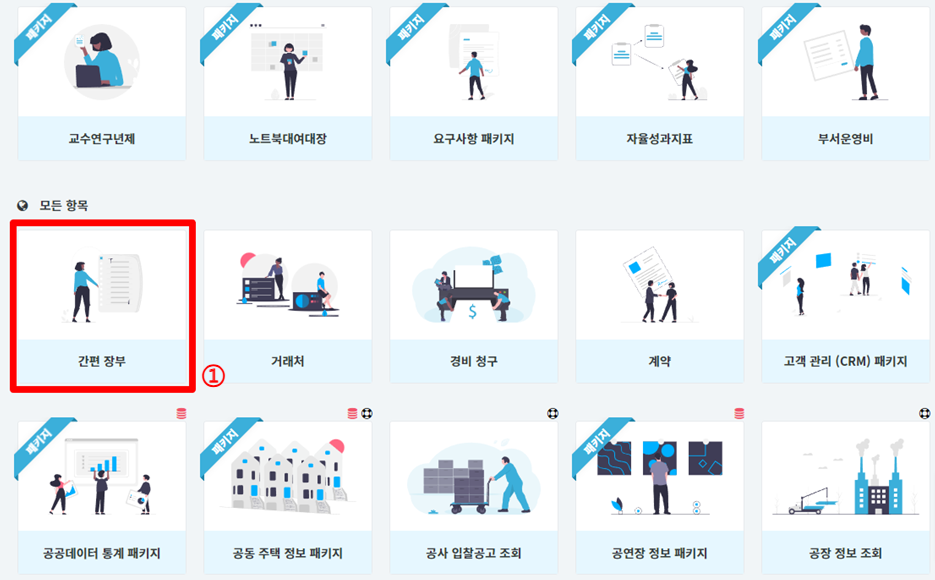 패키지
패키지
패키지
패키지
패키지
교수연구년제
노트북대여대장
요구사항 패키지
자율성과지표
부서운영비
모든 항목
패키지
간편 장부
거래처
$
경비 청구
계약
고객 관리 (CRM) 패키지
①
패키지
패키지
패키지
공공데이터 통계 패키지
공동 주택 정보 패키지
공사 입찰공고 조회
공연장 정보 패키지
공장 정보 조회